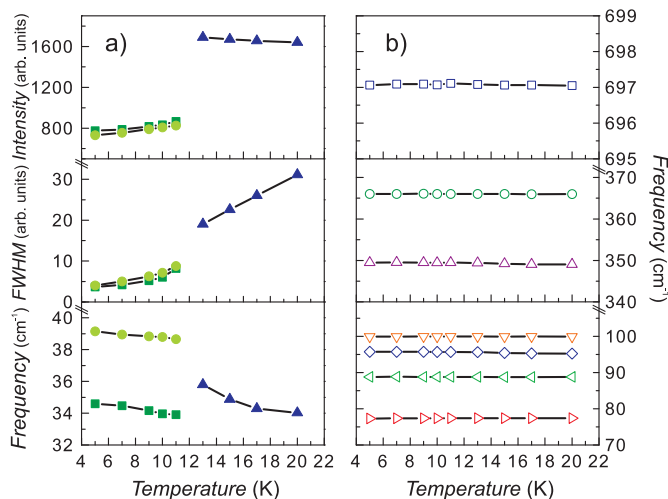 a)
b)
Intensity (arb. units)
1600
800
FWHM (arb. units)
30
20
10
0
Frequency (cm⁻¹)
40
38
36
34
32
4 6 8 10 12 14 16 18 20 22
Temperature (K)
699
698
697
696
695
360
350
340
100
90
80
70
Frequency (cm⁻¹)
4 6 8 10 12 14 16 18 20 22
Temperature (K)